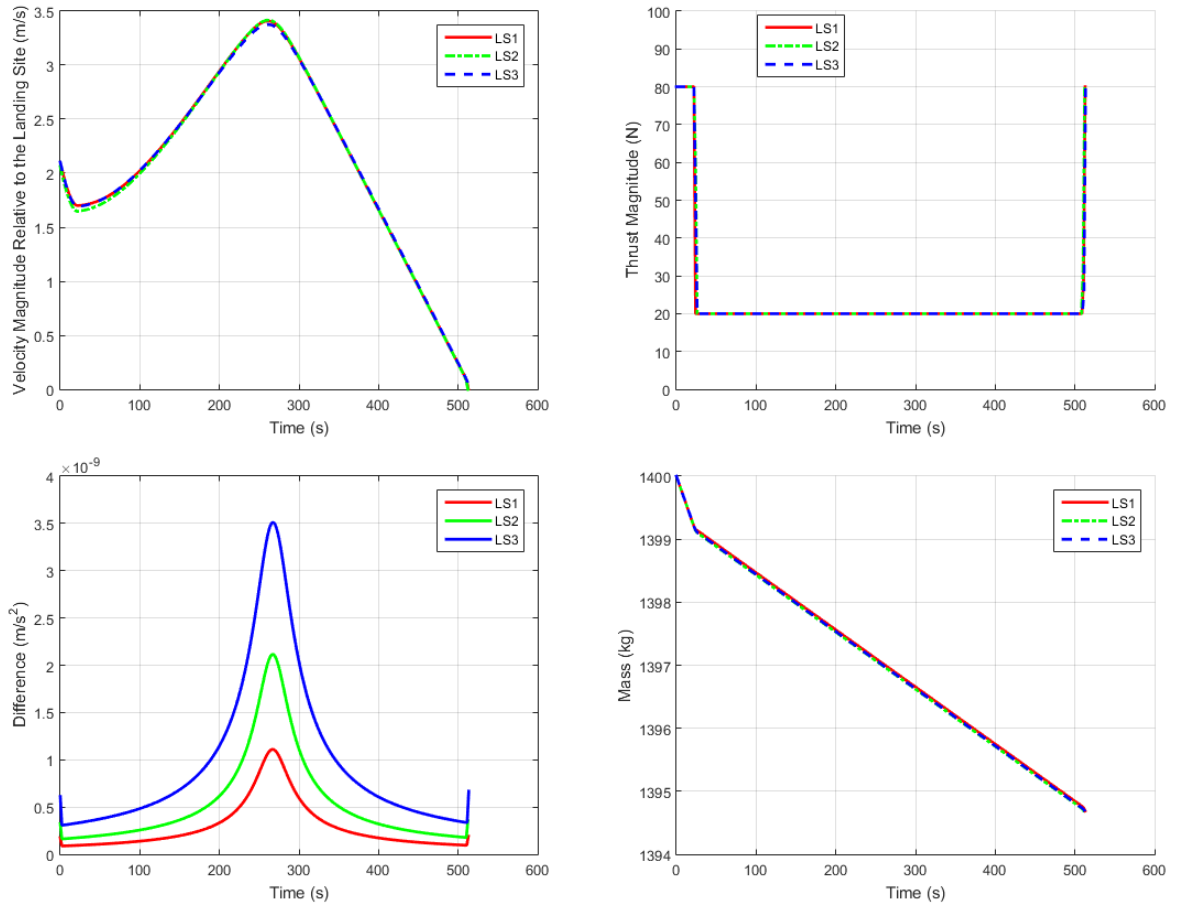 Velocity Magnitude Relative to the Landing Site (m/s)
3.5
3
2.5
2
1.5
1
0.5
0
0 100 200 300 400 500 600
Time (s)
LS1
LS2
LS3
Thrust Magnitude (N)
100
90
80
70
60
50
40
30
20
10
0
0 100 200 300 400 500 600
Time (s)
LS1
LS2
LS3
Difference (m/s²)
×10⁻⁹
4
3.5
3
2.5
2
1.5
1
0.5
0
0 100 200 300 400 500 600
Time (s)
LS1
LS2
LS3
Mass (kg)
1400
1399
1398
1397
1396
1395
1394
0 100 200 300 400 500 600
Time (s)
LS1
LS2
LS3